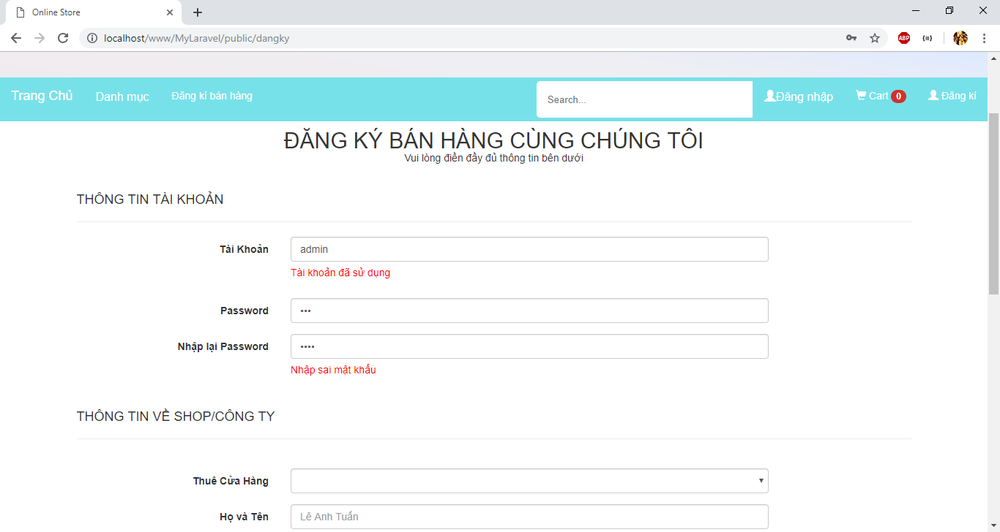 Online Store
localhost/www/MyLaravel/public/dangky
ABP
Trang Chủ Danh mục Đăng kí bán hàng Search... Đăng nhập Cart 0 Đăng kí
ĐĂNG KÝ BÁN HÀNG CÙNG CHÚNG TÔI
Vui lòng điền đầy đủ thông tin bên dưới
THÔNG TIN TÀI KHOẢN
Tài Khoản admin
Tài khoản đã sử dụng
Password •••
Nhập lại Password ••••
Nhập sai mật khẩu
THÔNG TIN VỀ SHOP/CÔNG TY
Thuê Cửa Hàng
Họ và Tên Lê Anh Tuấn